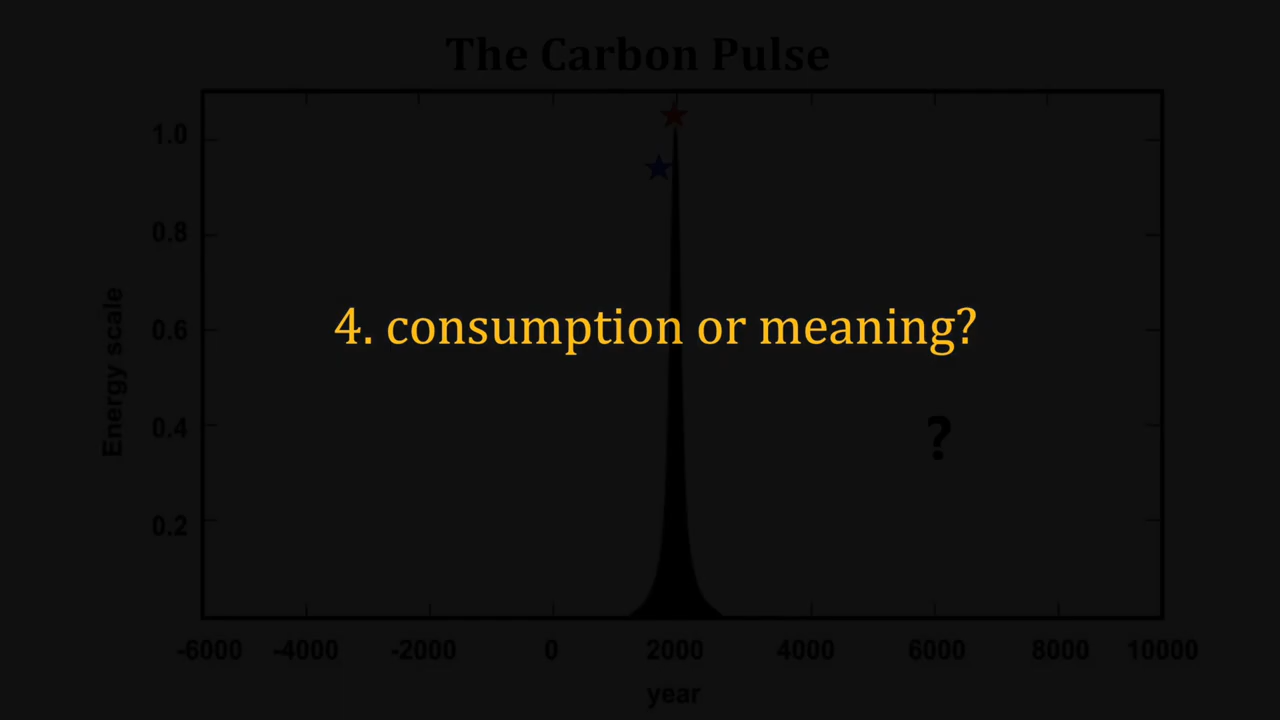 The Carbon Pulse
1.0
0.8
4. consumption or meaning?
0.6
Energy scale
0.4
?
0.2
-6000 -4000 -2000 0 2000 4000 6000 8000 10000
year